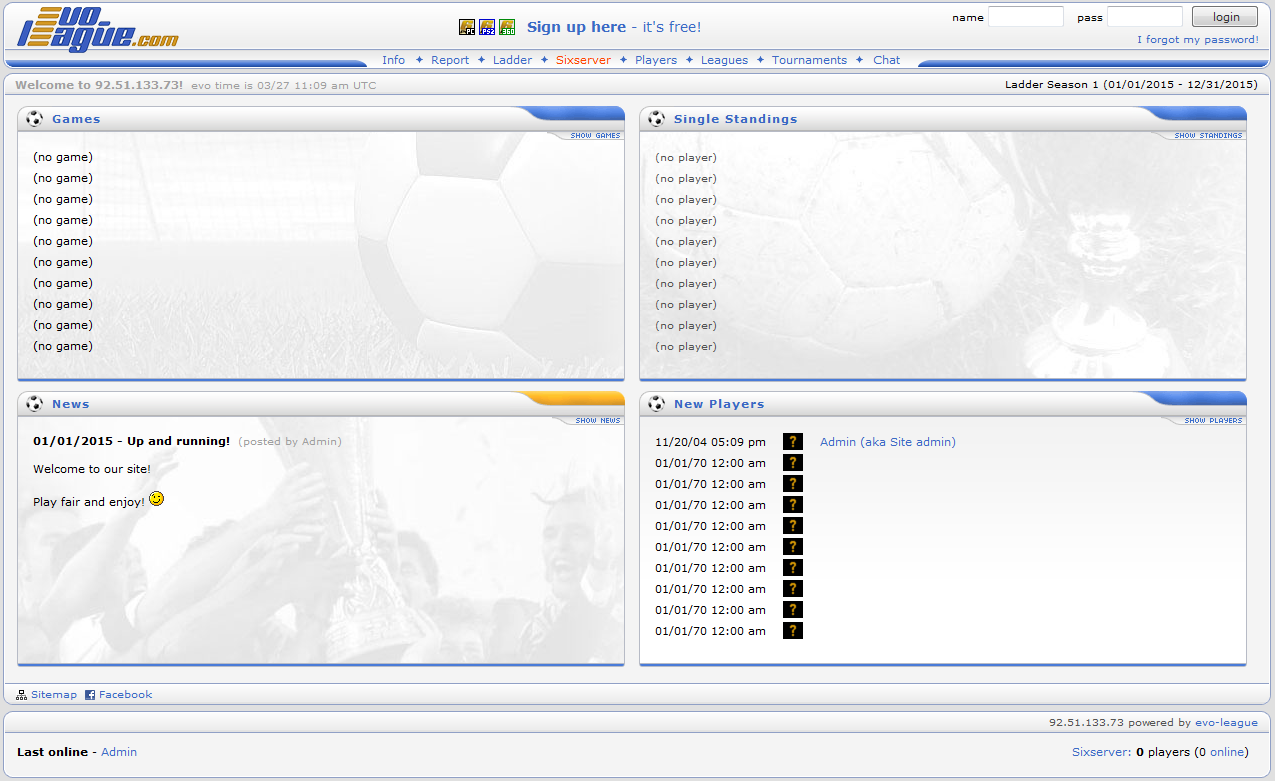 Evo League.com
PC PS2 360 Sign up here - it's free!
name pass login
I forgot my password!
Info ✦ Report ✦ Ladder ✦ Sixserver ✦ Players ✦ Leagues ✦ Tournaments ✦ Chat
Welcome to 92.51.133.73! evo time is 03/27 11:09 am UTC
Ladder Season 1 (01/01/2015 - 12/31/2015)
Games
SHOW GAMES
(no game)
(no game)
(no game)
(no game)
(no game)
(no game)
(no game)
(no game)
(no game)
(no game)
Single Standings
SHOW STANDINGS
(no player)
(no player)
(no player)
(no player)
(no player)
(no player)
(no player)
(no player)
(no player)
(no player)
News
SHOW NEWS
01/01/2015 - Up and running! (posted by Admin)
Welcome to our site!
Play fair and enjoy!
New Players
SHOW PLAYERS
11/20/04 05:09 pm ? Admin (aka Site admin)
01/01/70 12:00 am ?
01/01/70 12:00 am ?
01/01/70 12:00 am ?
01/01/70 12:00 am ?
01/01/70 12:00 am ?
01/01/70 12:00 am ?
01/01/70 12:00 am ?
01/01/70 12:00 am ?
01/01/70 12:00 am ?
Sitemap Facebook
92.51.133.73 powered by evo-league
Last online - Admin
Sixserver: 0 players (0 online)